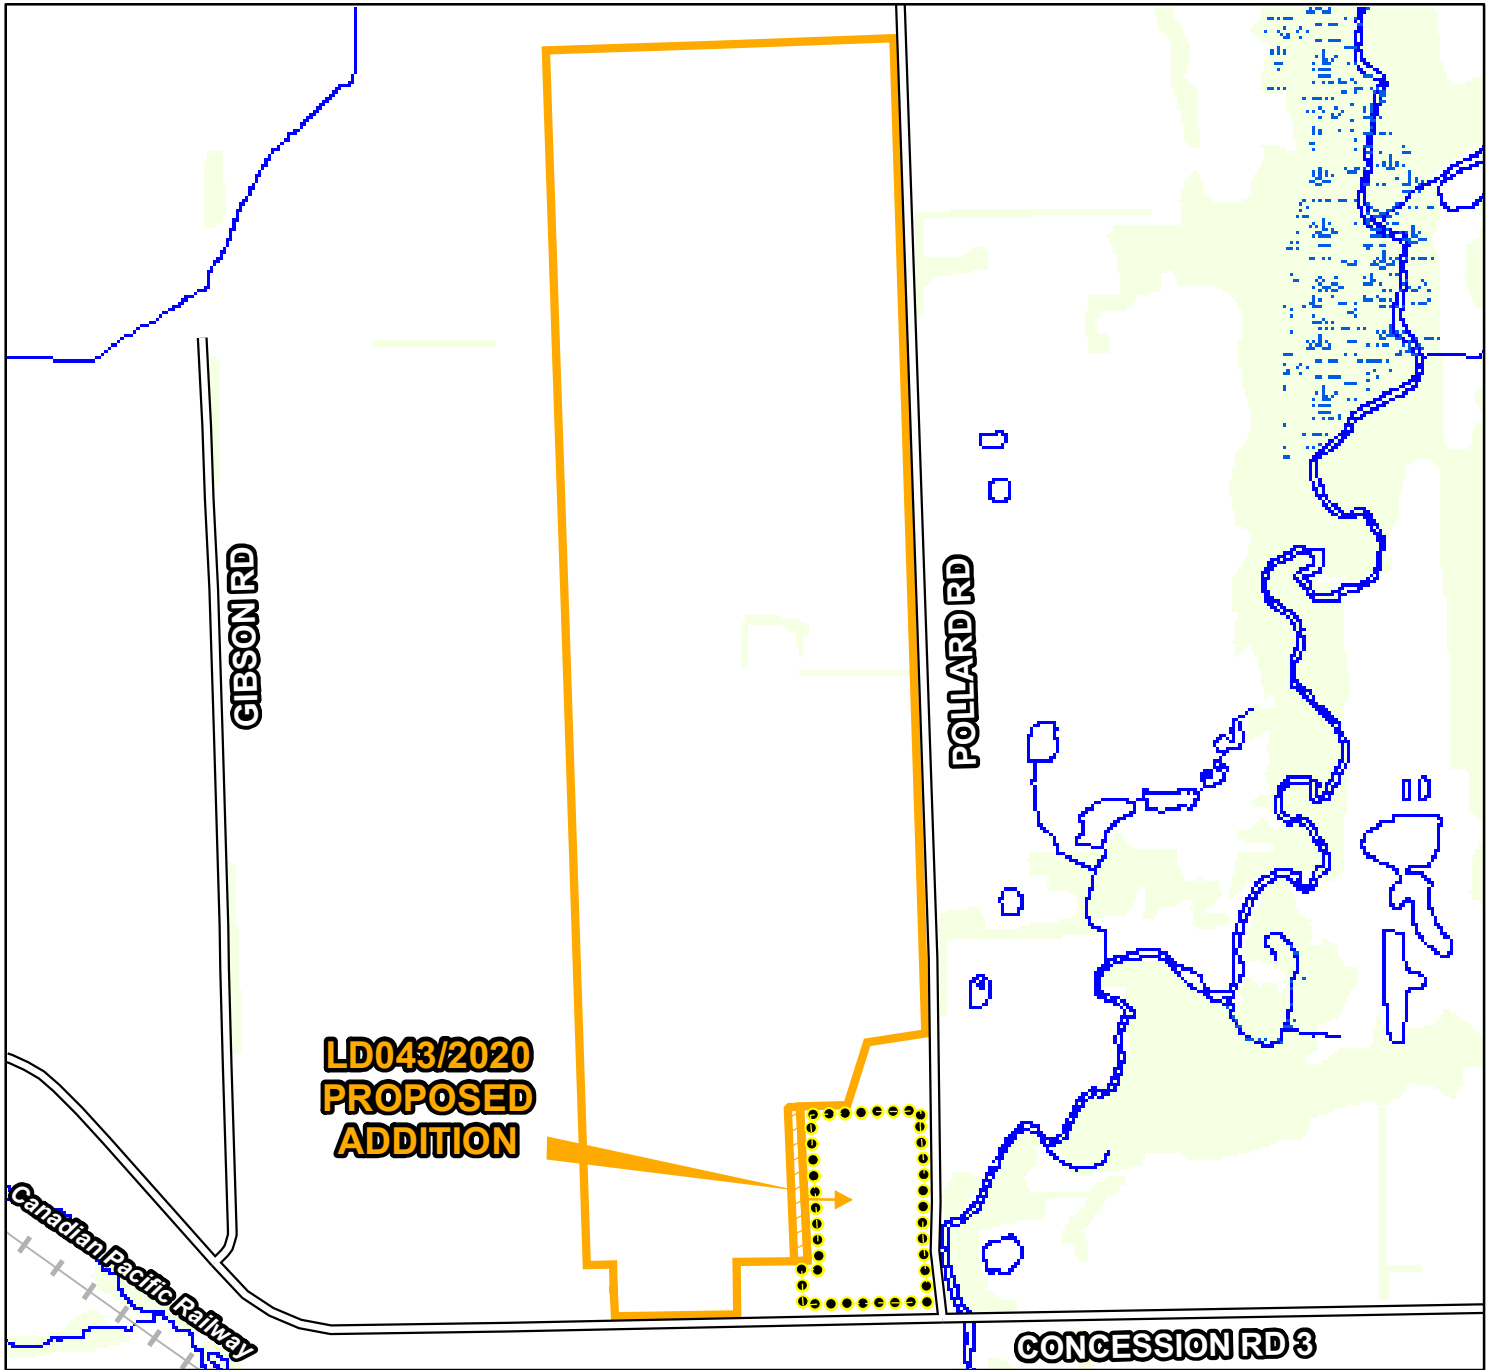 GIBSON RD
POLLARD RD
LD043/2020
PROPOSED
ADDITION
Canadian Pacific Railway
CONCESSION RD 3